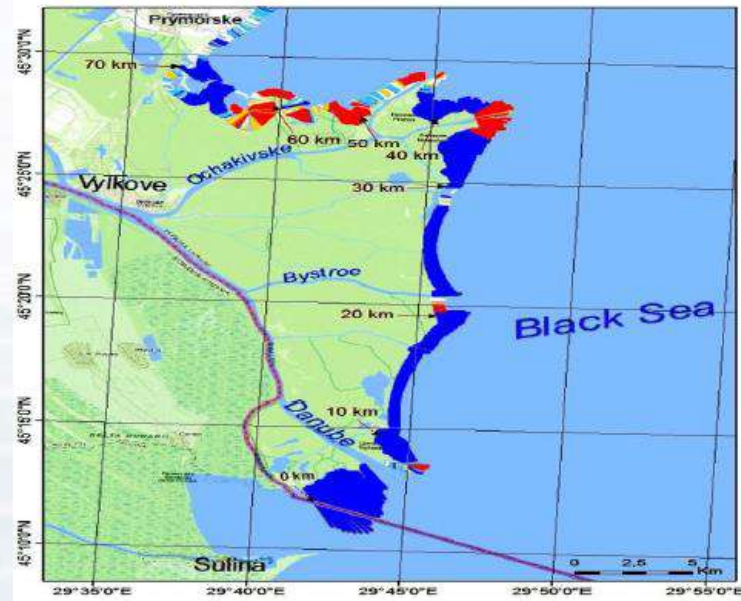 Prymorske
45°30'0"N
70 km
60 km
50 km
40 km
Ochakivske
45°25'0"N
Vylkove
30 km
Bystroe
45°20'0"N
20 km
Black Sea
10 km
Danube
45°15'0"N
0 km
45°10'0"N
Sulina
0 2,5 5
Km
29°35'0"E 29°40'0"E 29°45'0"E 29°50'0"E 29°55'0"E